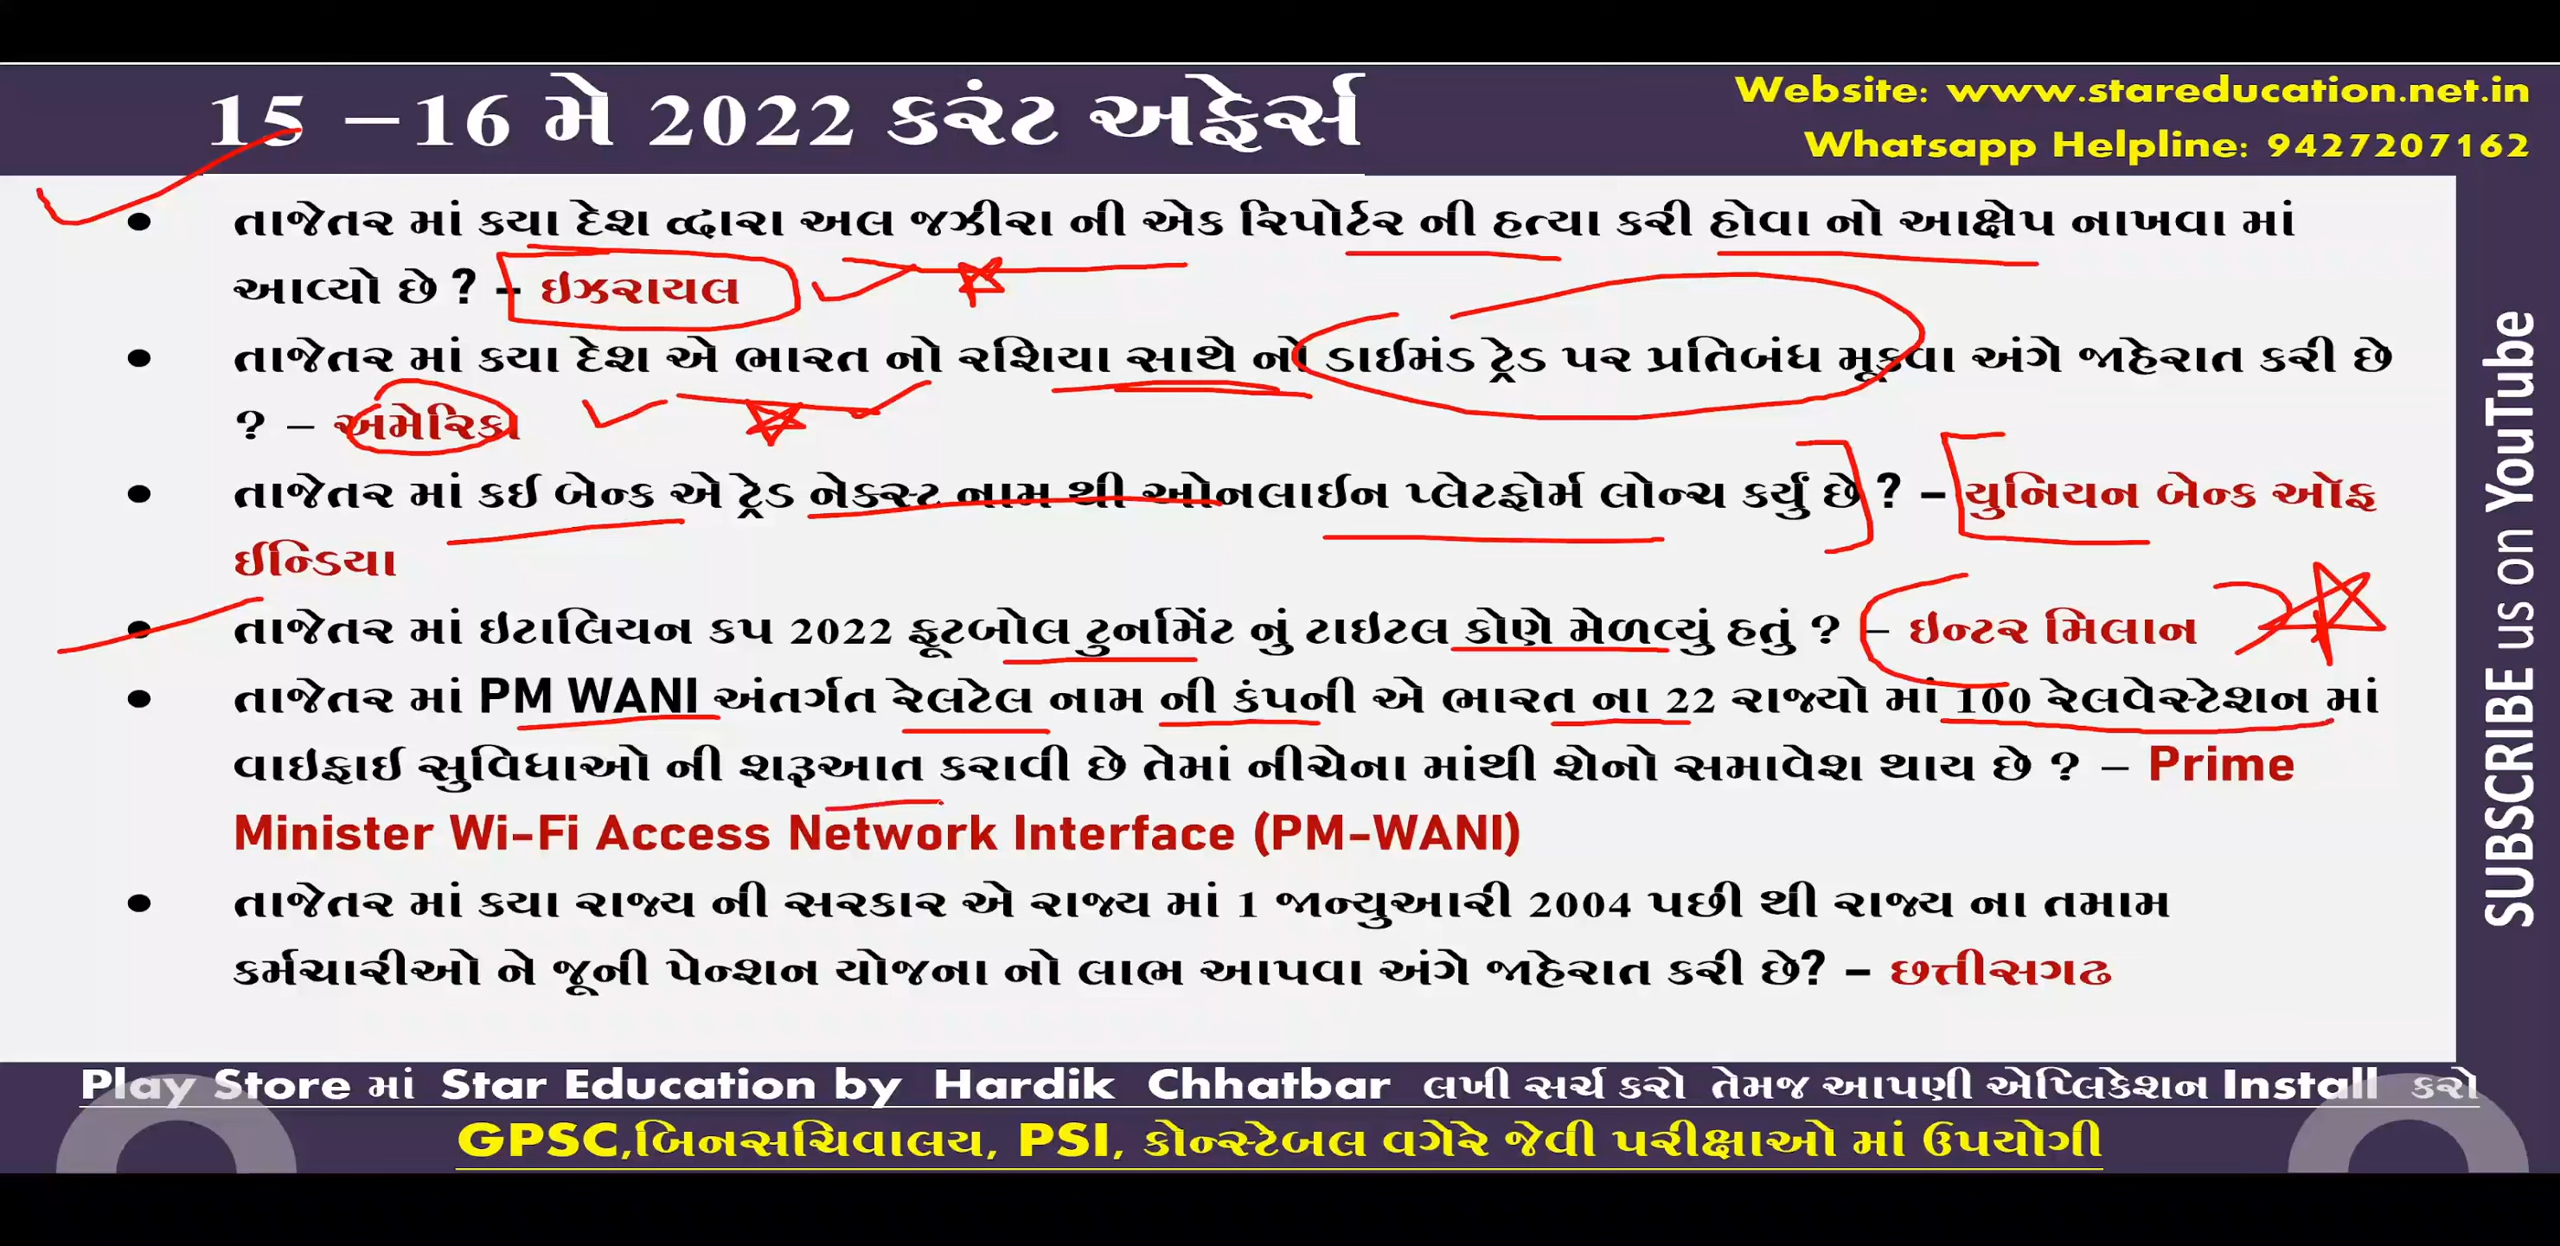 15 –16 મે 2022 કરંટ અફેર્સ
Website: www.stareducation.net.in
Whatsapp Helpline: 9427207162
• તાજેતર માં કયા દેશ દ્વારા અલ જઝીરા ની એક રિપોર્ટર ની હત્યા કરી હોવા નો આક્ષેપ નાખવા માં
આવ્યો છે ? – ઇઝરાયલ
• તાજેતર માં કયા દેશ એ ભારત નો રશિયા સાથે નો ડાઈમંડ ટ્રેડ પર પ્રતિબંધ મૂકવા અંગે જાહેરાત કરી છે
? – અમેરિકા
• તાજેતર માં કઇ બેન્ક એ ટ્રેડ નેક્સ્ટ નામ થી ઓનલાઇન પ્લેટફોર્મ લોન્ચ કર્યું છે ? – યુનિયન બેન્ક ઓફ
ઈન્ડિયા
• તાજેતર માં ઇટાલિયન કપ 2022 ફૂટબોલ ટુર્નામેંટ નું ટાઇટલ કોણે મેળવ્યું હતું ? – ઇન્ટર મિલાન
• તાજેતર માં PM WANI અંતર્ગત રેલટેલ નામ ની કંપની એ ભારત ના 22 રાજ્યો માં 100 રેલવેસ્ટેશન માં
વાઇફાઇ સુવિધાઓ ની શરૂઆત કરાવી છે તેમાં નીચેના માંથી શેનો સમાવેશ થાય છે ? – Prime
Minister Wi-Fi Access Network Interface (PM-WANI)
• તાજેતર માં કયા રાજ્ય ની સરકાર એ રાજ્ય માં 1 જાન્યુઆરી 2004 પછી થી રાજ્ય ના તમામ
કર્મચારીઓ ને જૂની પેન્શન યોજના નો લાભ આપવા અંગે જાહેરાત કરી છે? – છત્તીસગઢ
SUBSCRIBE us on YouTube
Play Store માં Star Education by Hardik Chhatbar લખી સર્ચ કરો તેમજ આપણી એપ્લિકેશન Install કરો
GPSC,બિનસચિવાલય, PSI, કોન્સ્ટેબલ વગેરે જેવી પરીક્ષાઓ માં ઉપયોગી